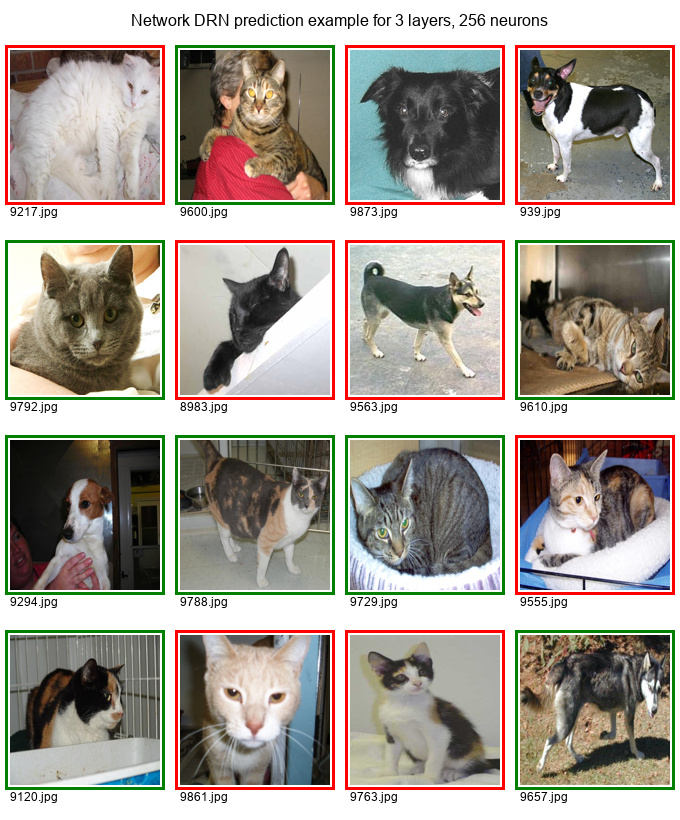 Network DRN prediction example for 3 layers, 256 neurons
9217.jpg
9600.jpg
9873.jpg
939.jpg
9792.jpg
8983.jpg
9563.jpg
9610.jpg
9294.jpg
9788.jpg
9729.jpg
9555.jpg
9120.jpg
9861.jpg
9763.jpg
9657.jpg